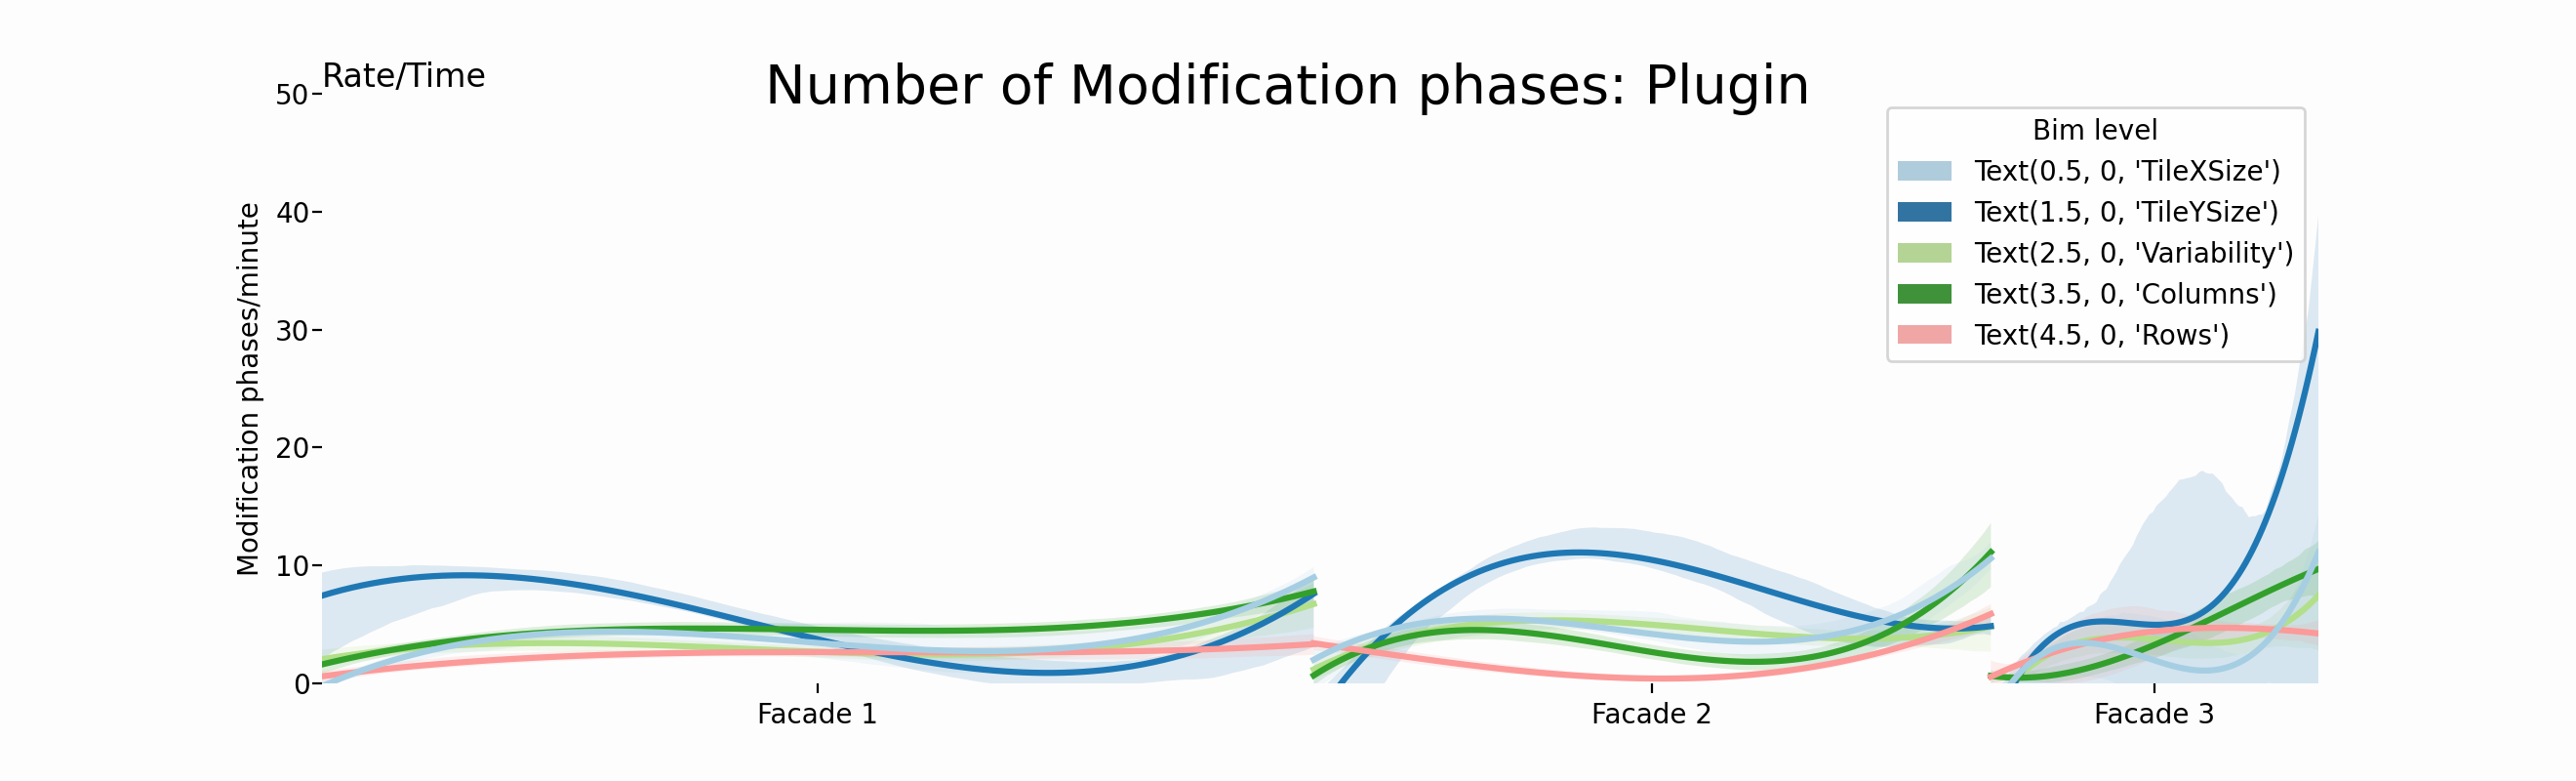 Rate/Time
Number of Modification phases: Plugin
Modification phases/minute
50
40
30
20
10
0
Bim level
Text(0.5, 0, 'TileXSize')
Text(1.5, 0, 'TileYSize')
Text(2.5, 0, 'Variability')
Text(3.5, 0, 'Columns')
Text(4.5, 0, 'Rows')
Facade 1
Facade 2
Facade 3